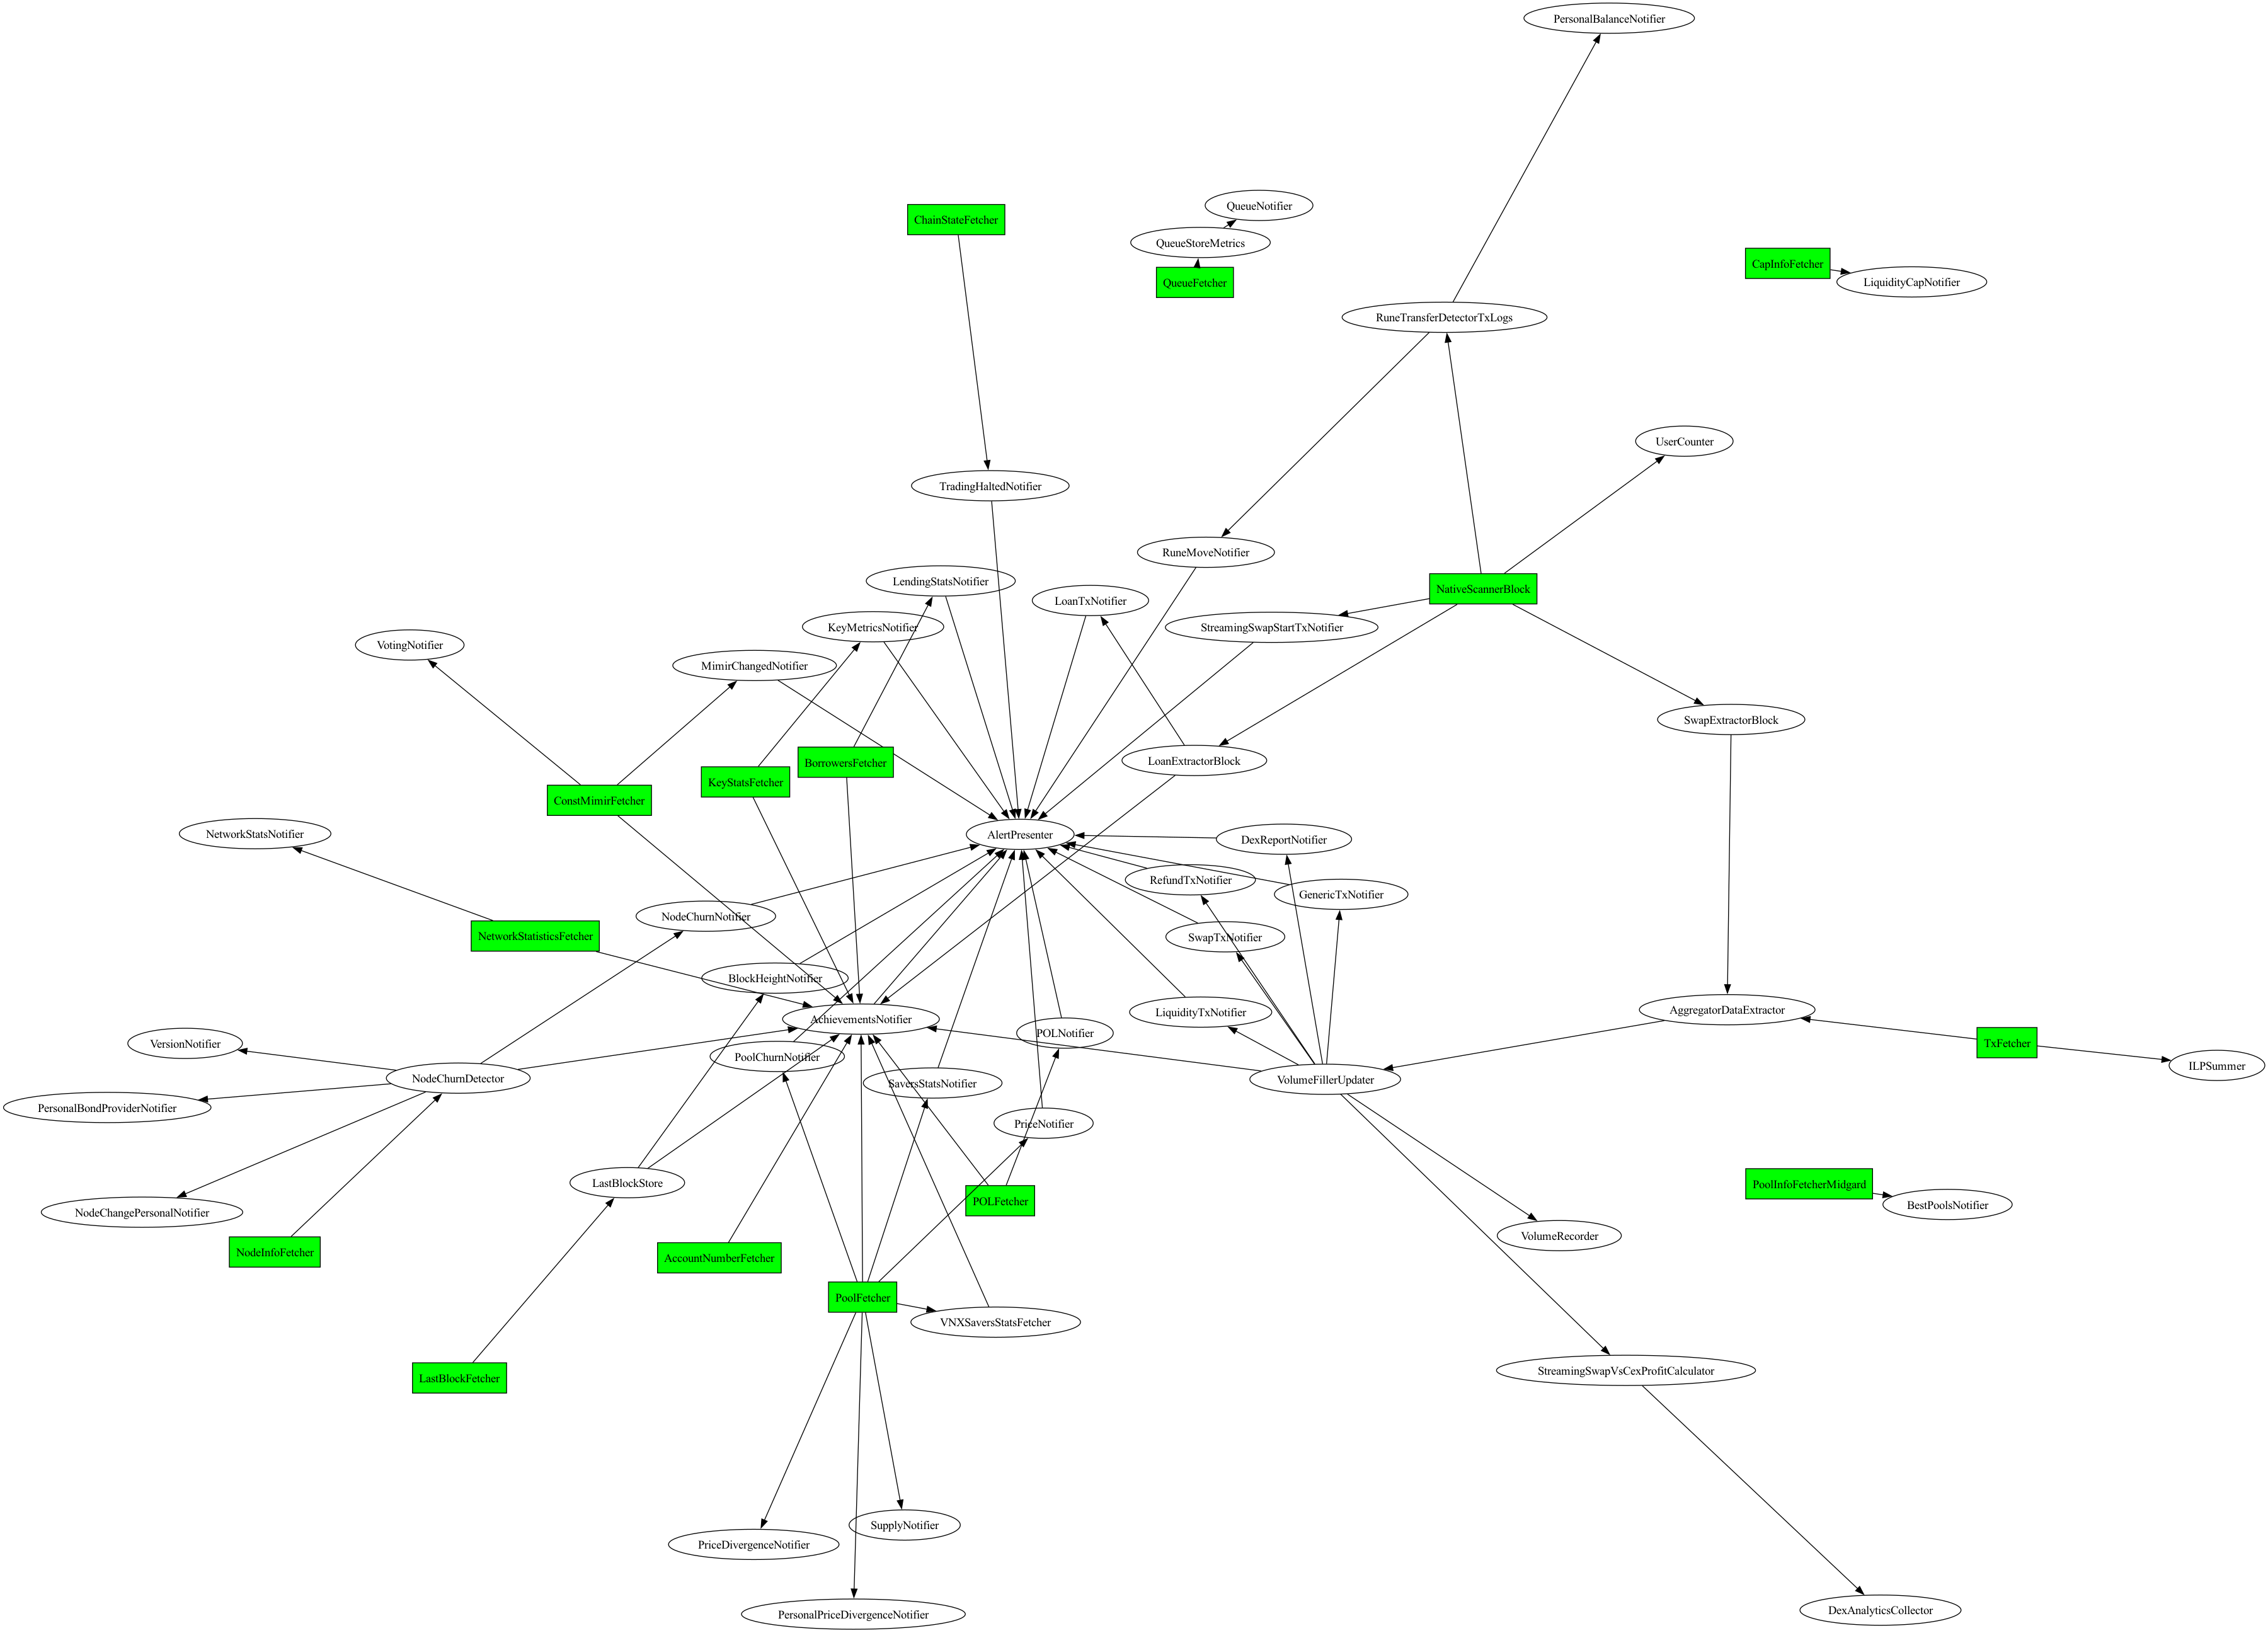 PersonalBalanceNotifier
QueueNotifier
ChainStateFetcher
QueueStoreMetrics
CapInfoFetcher
QueueFetcher
LiquidityCapNotifier
RuneTransferDetectorTxLogs
UserCounter
TradingHaltedNotifier
RuneMoveNotifier
LendingStatsNotifier
NativeScannerBlock
LoanTxNotifier
KeyMetricsNotifier
StreamingSwapStartTxNotifier
VotingNotifier
MimirChangedNotifier
SwapExtractorBlock
LoanExtractorBlock
BorrowersFetcher
KeyStatsFetcher
ConstMimirFetcher
NetworkStatsNotifier
AlertPresenter
DexReportNotifier
RefundTxNotifier
GenericTxNotifier
NodeChurnNotifier
NetworkStatisticsFetcher
SwapTxNotifier
BlockHeightNotifier
AggregatorDataExtractor
LiquidityTxNotifier
AchievementsNotifier
POLNotifier
VersionNotifier
TxFetcher
PoolChurnNotifier
ILPSummer
NodeChurnDetector
VolumeFillerUpdater
SaversStatsNotifier
PersonalBondProviderNotifier
PriceNotifier
LastBlockStore
PoolInfoFetcherMidgard
POLFetcher
BestPoolsNotifier
NodeChangePersonalNotifier
VolumeRecorder
NodeInfoFetcher
AccountNumberFetcher
PoolFetcher
VNXSaversStatsFetcher
StreamingSwapVsCexProfitCalculator
LastBlockFetcher
SupplyNotifier
PriceDivergenceNotifier
DexAnalyticsCollector
PersonalPriceDivergenceNotifier